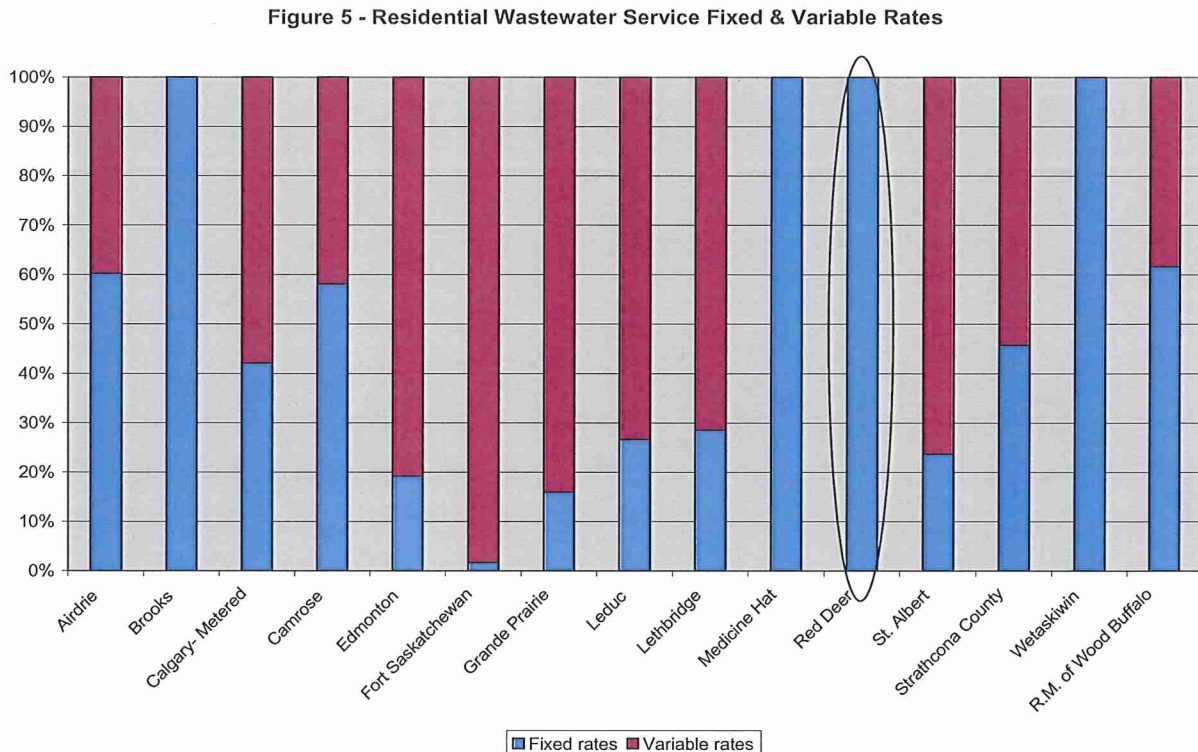 Figure 5 - Residential Wastewater Service Fixed & Variable Rates
100%
90%
80%
70%
60%
50%
40%
30%
20%
10%
0%
Airdrie
Brooks
Calgary- Metered
Camrose
Edmonton
Fort Saskatchewan
Grande Prairie
Leduc
Lethbridge
Medicine Hat
Red Deer
St. Albert
Strathcona County
Wetaskiwin
R.M. of Wood Buffalo
Fixed rates
Variable rates